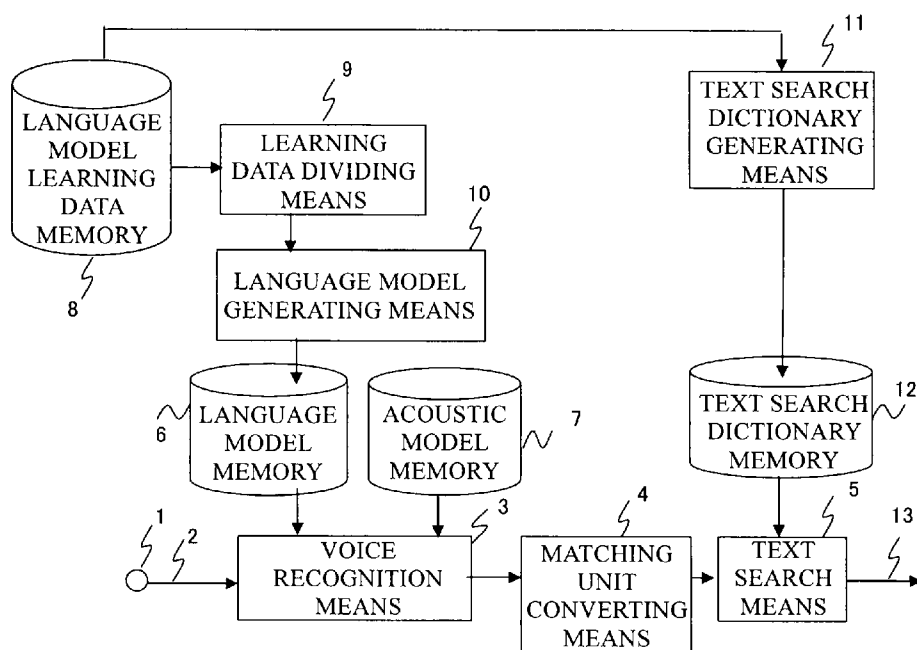 11
9
LANGUAGE
MODEL
LEARNING
DATA
MEMORY
8
LEARNING
DATA DIVIDING
MEANS
TEXT SEARCH
DICTIONARY
GENERATING
MEANS
10
LANGUAGE MODEL
GENERATING MEANS
6
LANGUAGE
MODEL
MEMORY
ACOUSTIC
MODEL
MEMORY
7
TEXT SEARCH
DICTIONARY
MEMORY
12
1
2
VOICE
RECOGNITION
MEANS
3
MATCHING
UNIT
CONVERTING
MEANS
4
TEXT
SEARCH
MEANS
5
13